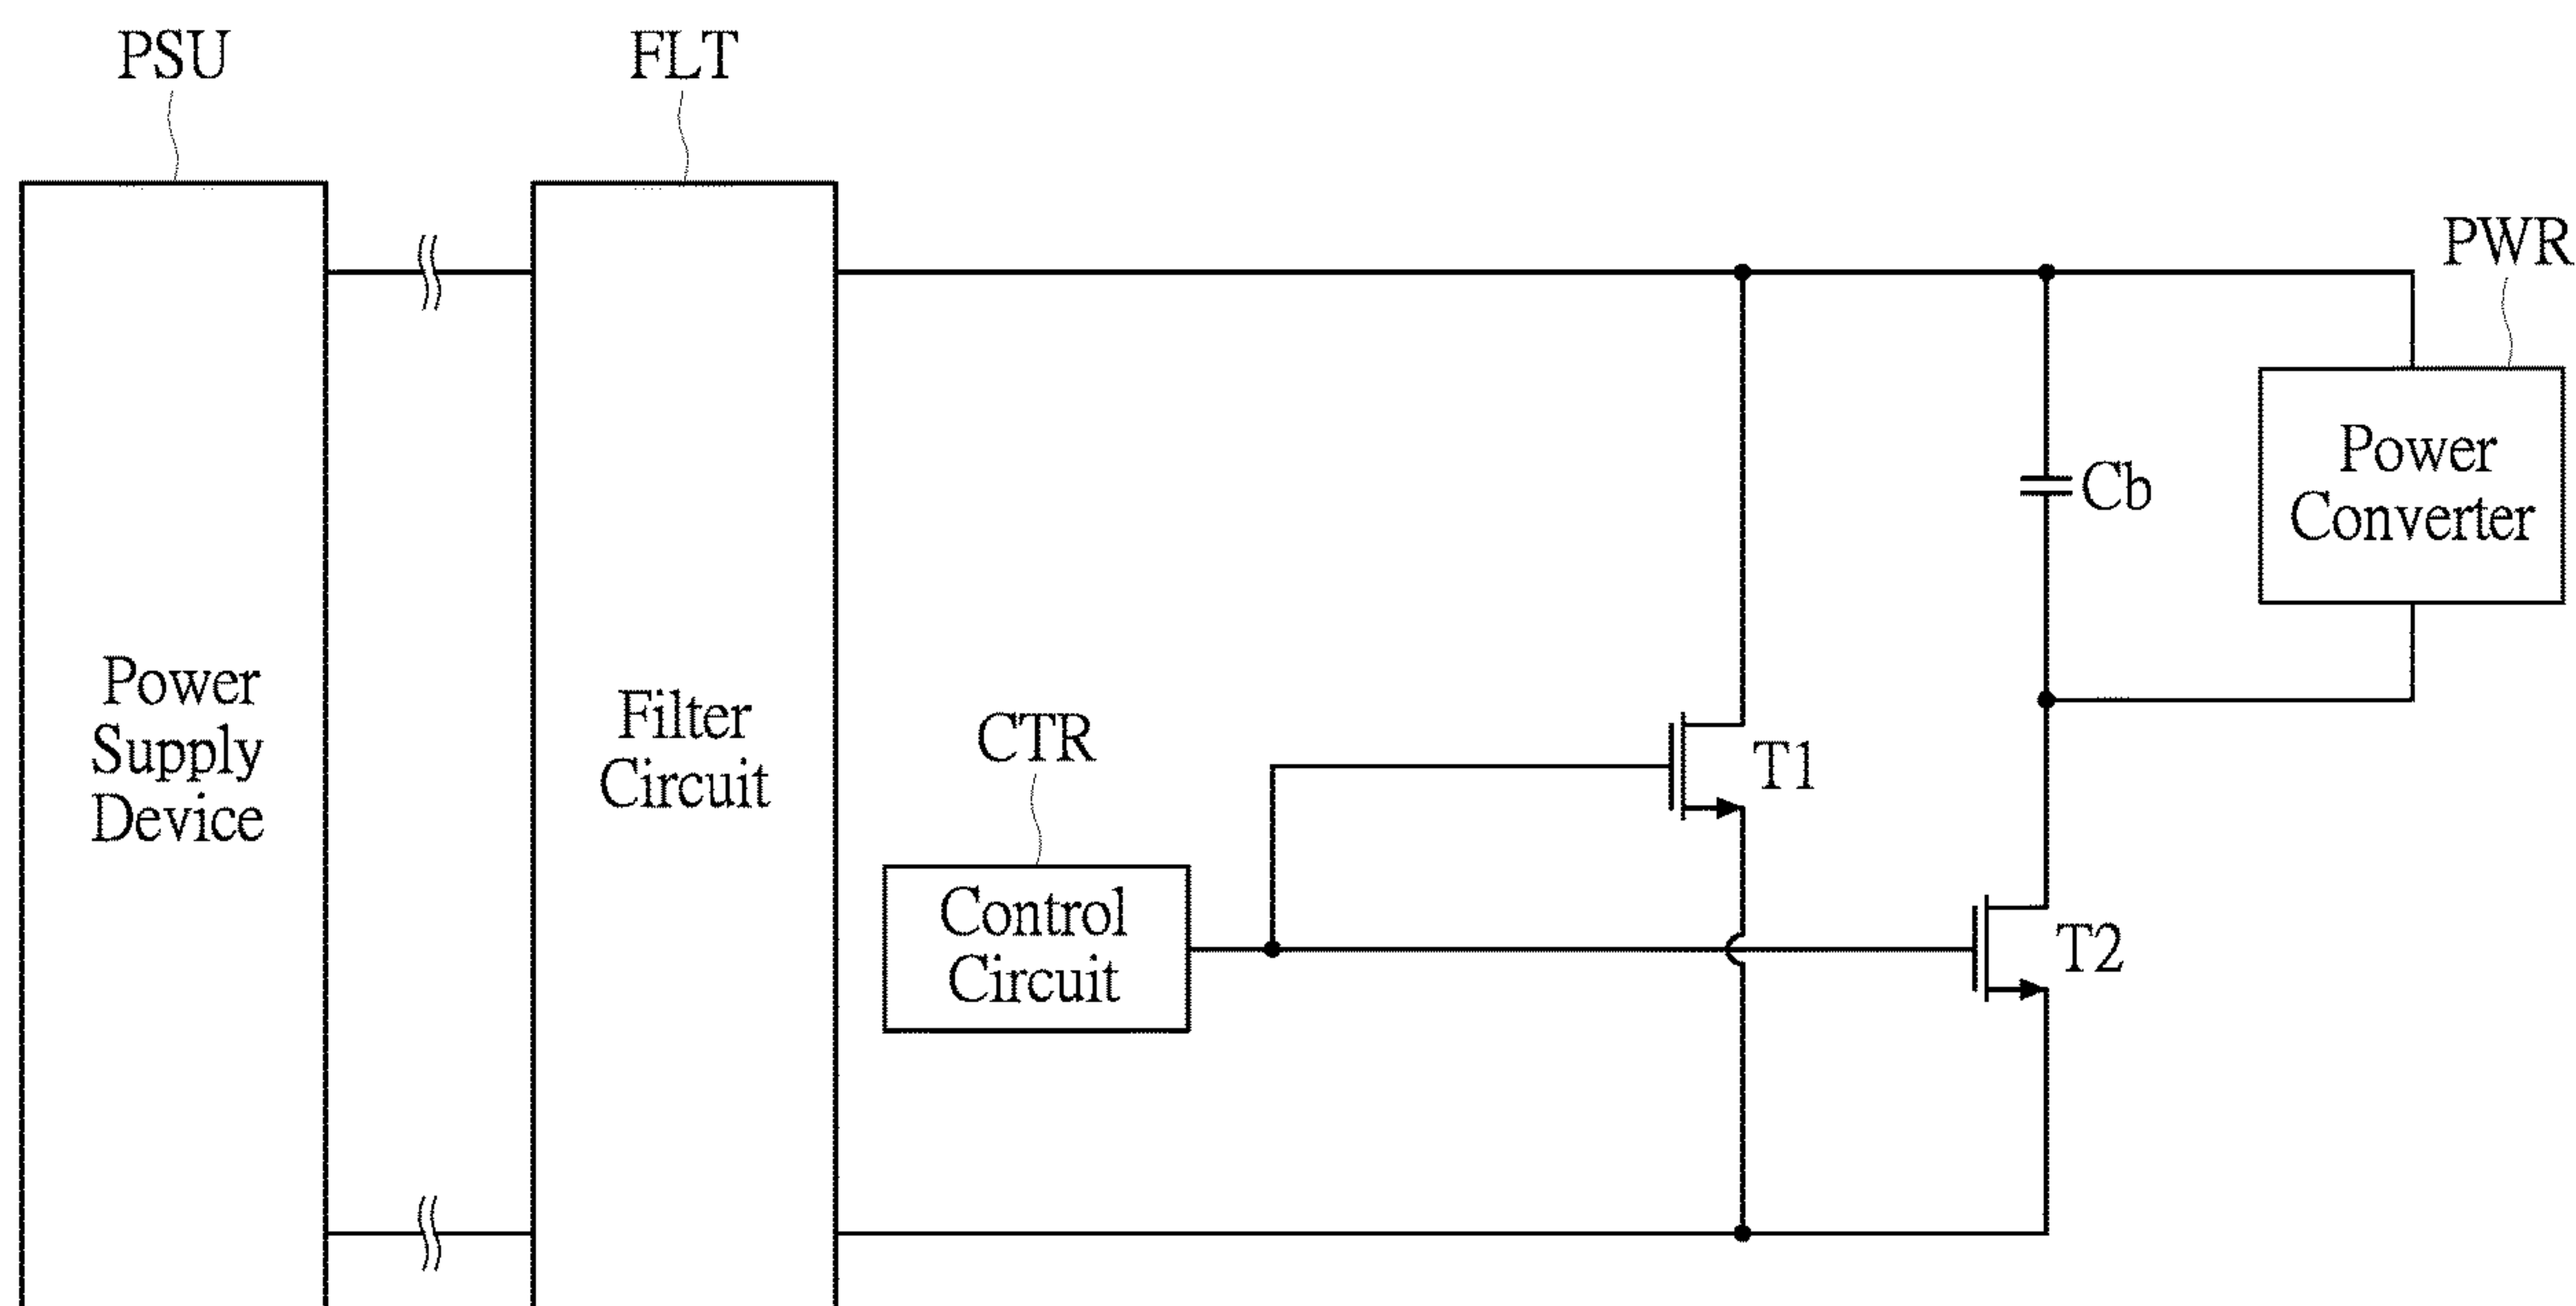 PSU
FLT
PWR
Power
Converter
Cb
Power
Supply
Device
Filter
Circuit
CTR
T1
Control
Circuit
T2